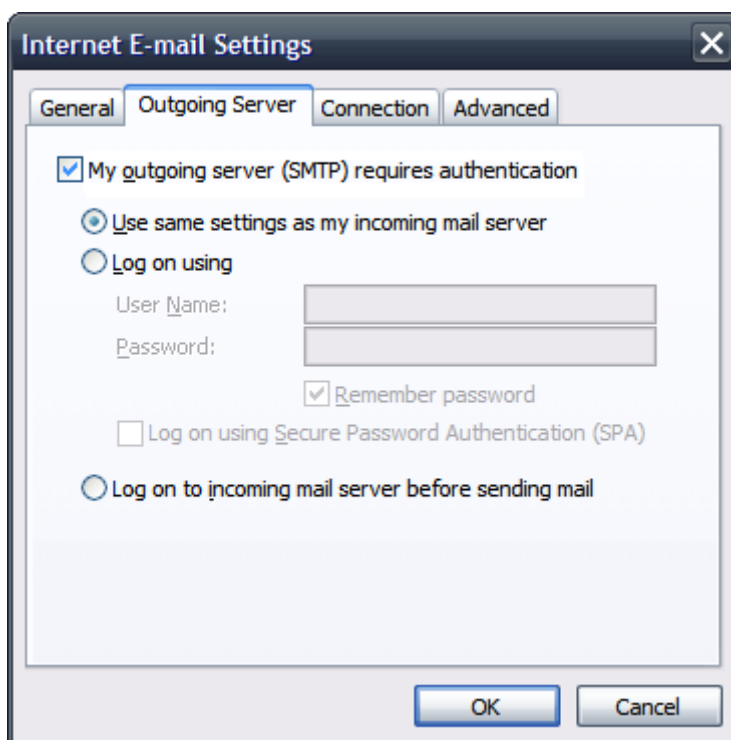 Internet E-mail Settings
General Outgoing Server Connection Advanced
My outgoing server (SMTP) requires authentication
Use same settings as my incoming mail server
Log on using
User Name:
Password:
Remember password
Log on using Secure Password Authentication (SPA)
Log on to incoming mail server before sending mail
OK Cancel